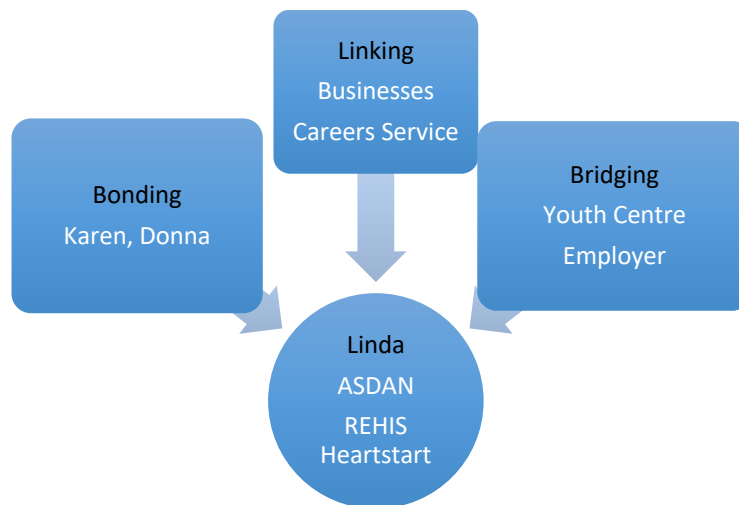 Linking
Businesses
Careers Service
Bonding
Karen, Donna
Bridging
Youth Centre
Employer
Linda
ASDAN
REHIS
Heartstart